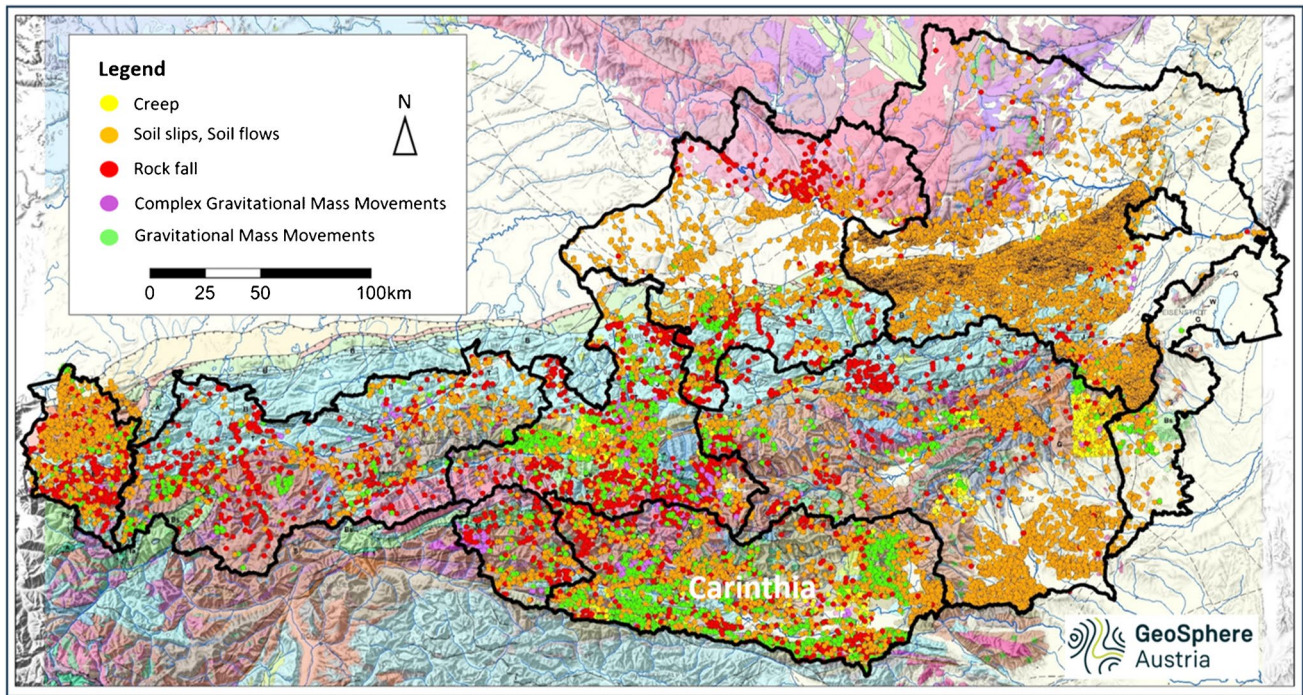 Legend
N
Creep
Soil slips, Soil flows
Rock fall
Complex Gravitational Mass Movements
Gravitational Mass Movements
0 25 50 100km
EISENSTADT
Carinthia
GeoSphere
Austria